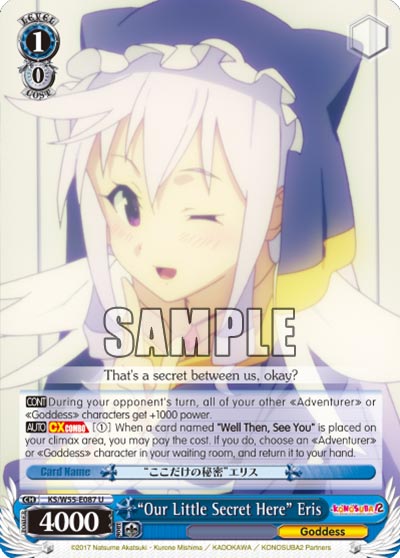 LEVEL
1
0
COST
SAMPLE
That's a secret between us, okay?
CONT During your opponent's turn, all of your other «Adventurer» or
«Goddess» characters get +1000 power.
AUTO CX COMBO [①] When a card named "Well Then, See You" is placed on
your climax area, you may pay the cost. If you do, choose an «Adventurer» or
«Goddess» character in your waiting room, and return it to your hand.
Card Name "ここだけの秘密"エリス
CH KS/W55-E087 U
POWER 4000 "Our Little Secret Here" Eris KONOSUBA 2
Goddess
©2017 Natsume Akatsuki・Kurone Mishima / KADOKAWA / KONOSUBA2 Partners